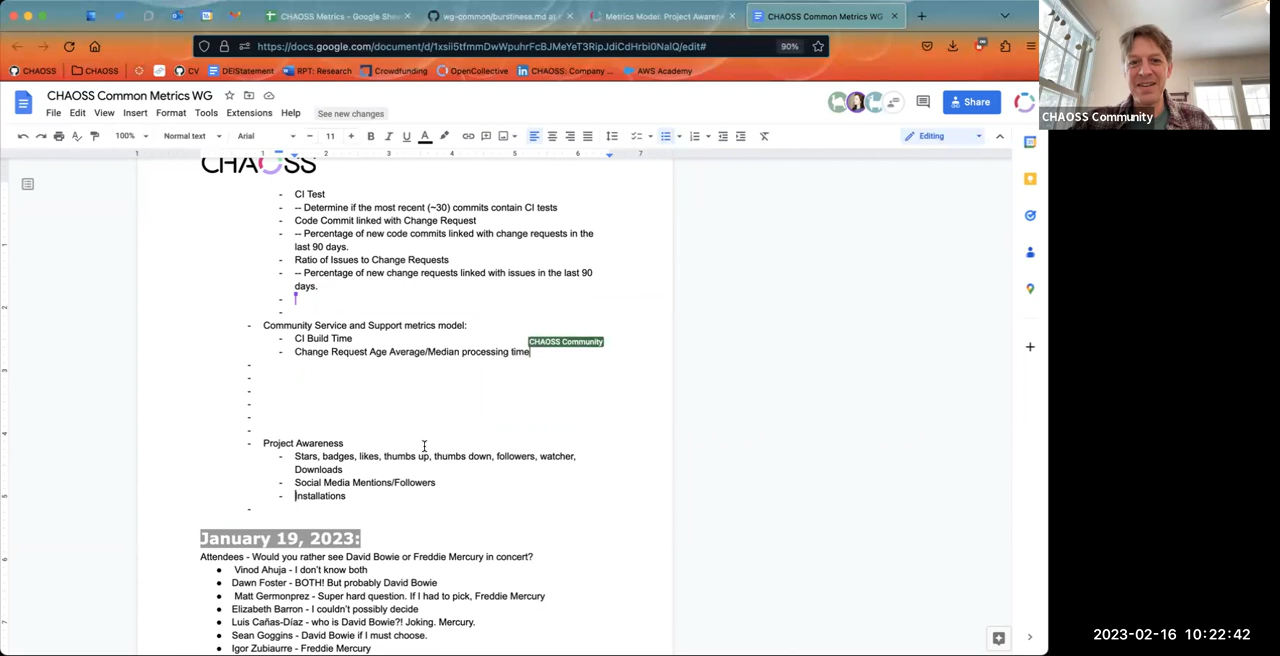 CHAOSS Metrics - Google Shee
wg-common/burstiness.md at
Metrics Model: Project Awaren
CHAOSS Common Metrics WG
https://docs.google.com/document/d/1xsii5tfmmDwWpuhrFcBJMeYeT3RipJdiCdHrbi0NalQ/edit#
90%
CHAOSS
CHAOSS
CV
DEIStatement
RPT: Research
Crowdfunding
OpenCollective
CHAOSS: Company ...
AWS Academy
CHAOSS Common Metrics WG
File Edit View Insert Format Tools Extensions Help
See new changes
Share
100%
Normal text
Arial
11
Editing
1 1 2 3 4 5 6 7
CHAOSS
- CI Test
- -- Determine if the most recent (~30) commits contain CI tests
- Code Commit linked with Change Request
- -- Percentage of new code commits linked with change requests in the
last 90 days.
- Ratio of Issues to Change Requests
- -- Percentage of new change requests linked with issues in the last 90
days.
-
-
- Community Service and Support metrics model:
- CI Build Time
CHAOSS Community
- Change Request Age Average/Median processing time
-
-
-
-
-
-
- Project Awareness
- Stars, badges, likes, thumbs up, thumbs down, followers, watcher,
Downloads
- Social Media Mentions/Followers
- Installations
-
January 19, 2023:
Attendees - Would you rather see David Bowie or Freddie Mercury in concert?
● Vinod Ahuja - I don't know both
● Dawn Foster - BOTH! But probably David Bowie
● Matt Germonprez - Super hard question. If I had to pick, Freddie Mercury
● Elizabeth Barron - I couldn't possibly decide
● Luis Cañas-Díaz - who is David Bowie?! Joking. Mercury.
● Sean Goggins - David Bowie if I must choose.
● Igor Zubiaurre - Freddie Mercury
CHAOSS Community
2023-02-16 10:22:42